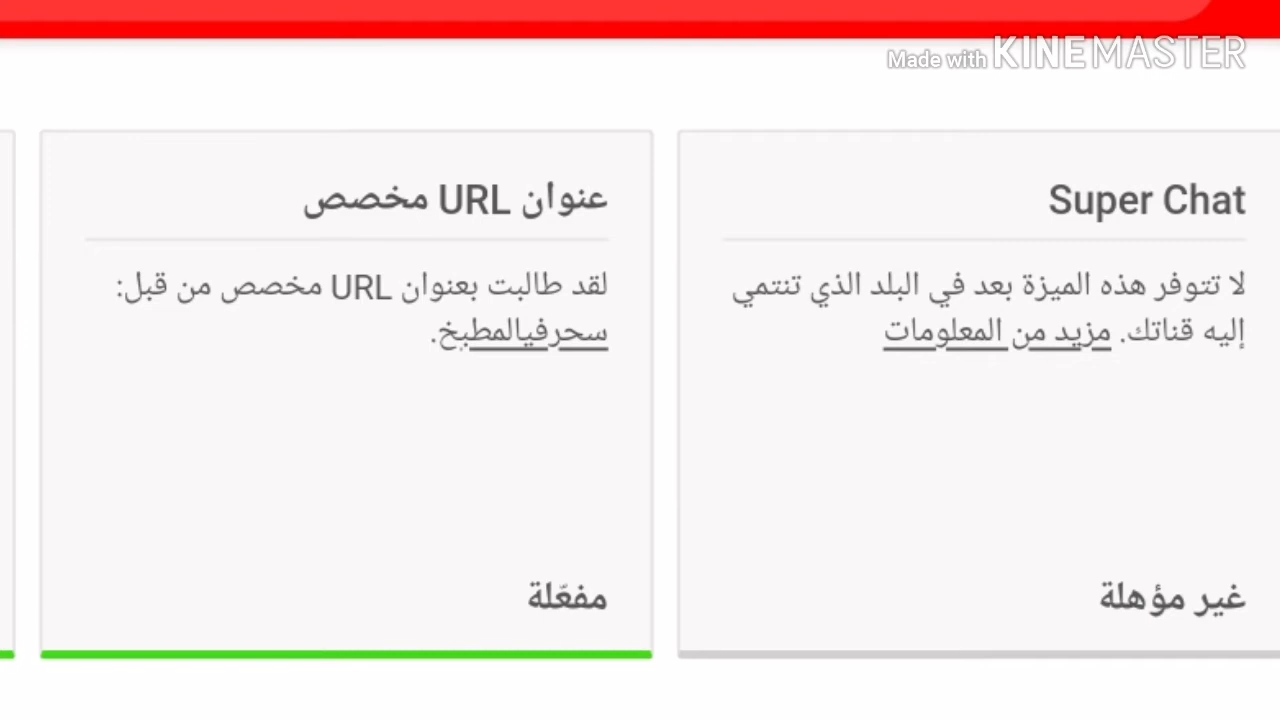 Made with KINEMASTER
Super Chat
لا تتوفر هذه الميزة بعد في البلد الذي تنتمي
إليه قناتك. مزيد من المعلومات
غير مؤهلة
عنوان URL مخصص
لقد طالبت بعنوان URL مخصص من قبل:
سحرفيالمطبخ.
مفعّلة